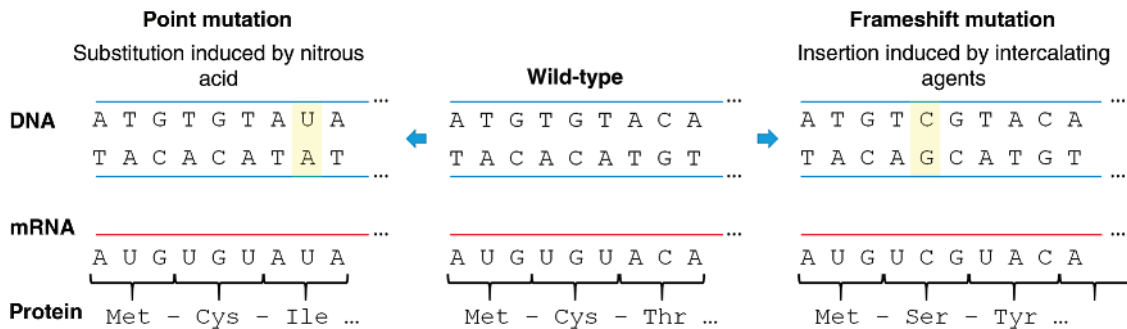 Point mutation
Substitution induced by nitrous
acid
Wild-type
Frameshift mutation
Insertion induced by intercalating
agents
DNA
... ... ...
A T G T G T A U A A T G T G T A C A A T G T C G T A C A
T A C A C A T A T T A C A C A T G T T A C A G C A T G T
... ... ...
mRNA
... ... ...
A U G U G U A U A A U G U G U A C A A U G U C G U A C A
Protein Met – Cys – Ile … Met – Cys – Thr … Met – Ser – Tyr …